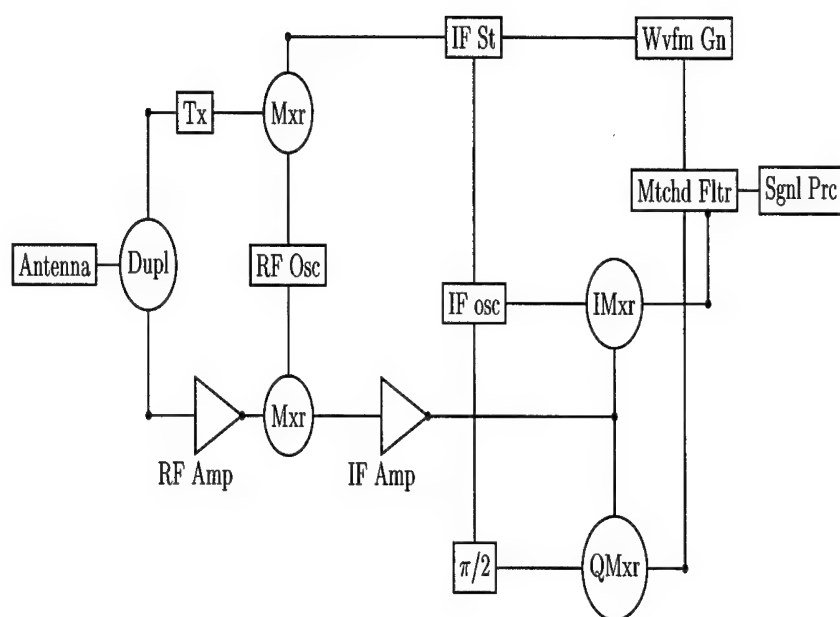 IF St
Wvfm Gn
Tx
Mxr
Mtchd Fltr
Sgnl Prc
Antenna
Dupl
RF Osc
IF osc
IMxr
Mxr
RF Amp
IF Amp
π/2
QMxr